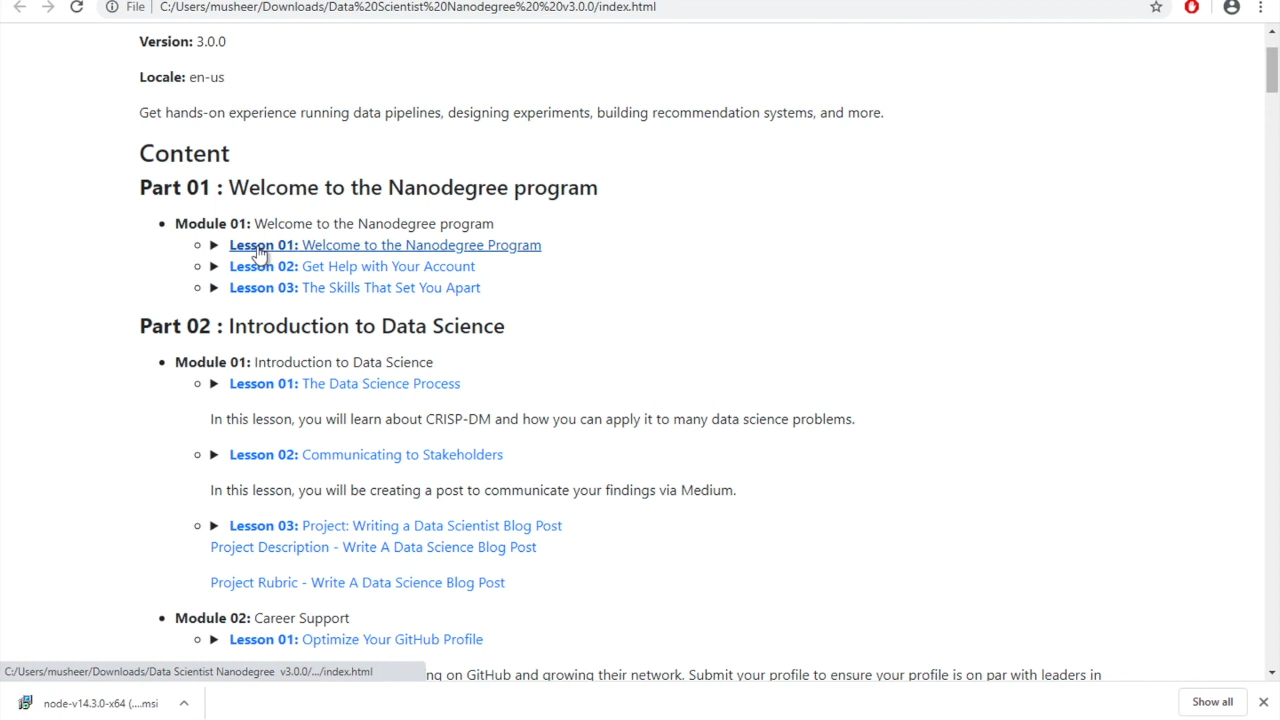 File C:/Users/musheer/Downloads/Data%20Scientist%20Nanodegree%20%20v3.0.0/index.html
Version: 3.0.0
Locale: en-us
Get hands-on experience running data pipelines, designing experiments, building recommendation systems, and more.
Content
Part 01 : Welcome to the Nanodegree program
Module 01: Welcome to the Nanodegree program
Lesson 01: Welcome to the Nanodegree Program
Lesson 02: Get Help with Your Account
Lesson 03: The Skills That Set You Apart
Part 02 : Introduction to Data Science
Module 01: Introduction to Data Science
Lesson 01: The Data Science Process
In this lesson, you will learn about CRISP-DM and how you can apply it to many data science problems.
Lesson 02: Communicating to Stakeholders
In this lesson, you will be creating a post to communicate your findings via Medium.
Lesson 03: Project: Writing a Data Scientist Blog Post
Project Description - Write A Data Science Blog Post
Project Rubric - Write A Data Science Blog Post
Module 02: Career Support
Lesson 01: Optimize Your GitHub Profile
C:/Users/musheer/Downloads/Data Scientist Nanodegree v3.0.0/.../index.html
ng on GitHub and growing their network. Submit your profile to ensure your profile is on par with leaders in
node-v14.3.0-x64 (....msi
Show all